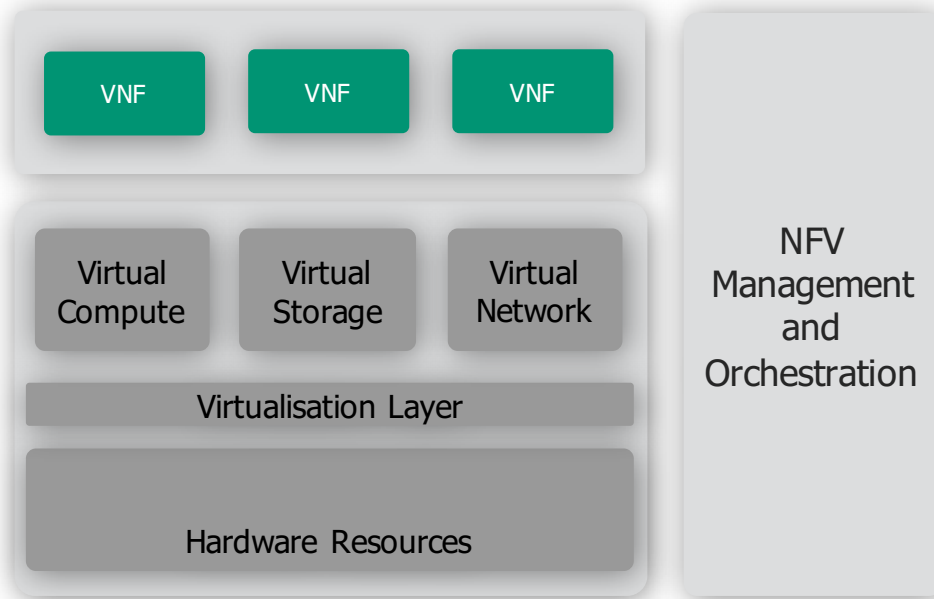 VNF
VNF
VNF
Virtual
Compute
Virtual
Storage
Virtual
Network
Virtualisation Layer
Hardware Resources
NFV
Management
and
Orchestration